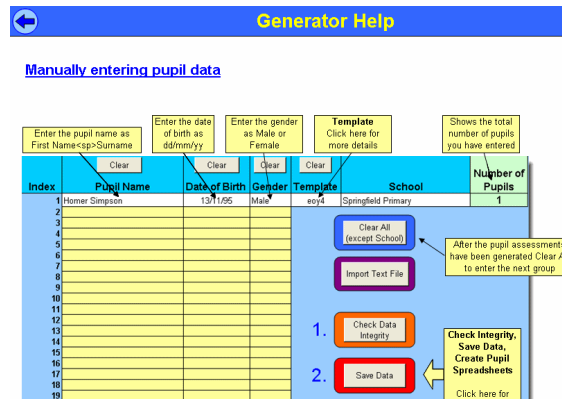 Generator Help
Manually entering pupil data
Enter the pupil name as
First Name<sp>Surname
Enter the date
of birth as
dd/mm/yy
Enter the gender
as Male or
Female
Template
Click here for
more details
Shows the total
number of pupils
you have entered
Clear
Clear
Clear
Clear
Index
Pupil Name
Date of Birth
Gender
Template
School
Number of
Pupils
1 Homer Simpson 13/11/95 Male eoy4 Springfield Primary 1
2
3
4
5
6
7
8
9
10
11
12
13
14
15
16
17
18
19
Clear All
(except School)
Import Text File
After the pupil assessments
have been generated Clear A
to enter the next group
1.
Check Data
Integrity
2.
Save Data
Check Integrity,
Save Data,
Create Pupil
Spreadsheets
Click here for